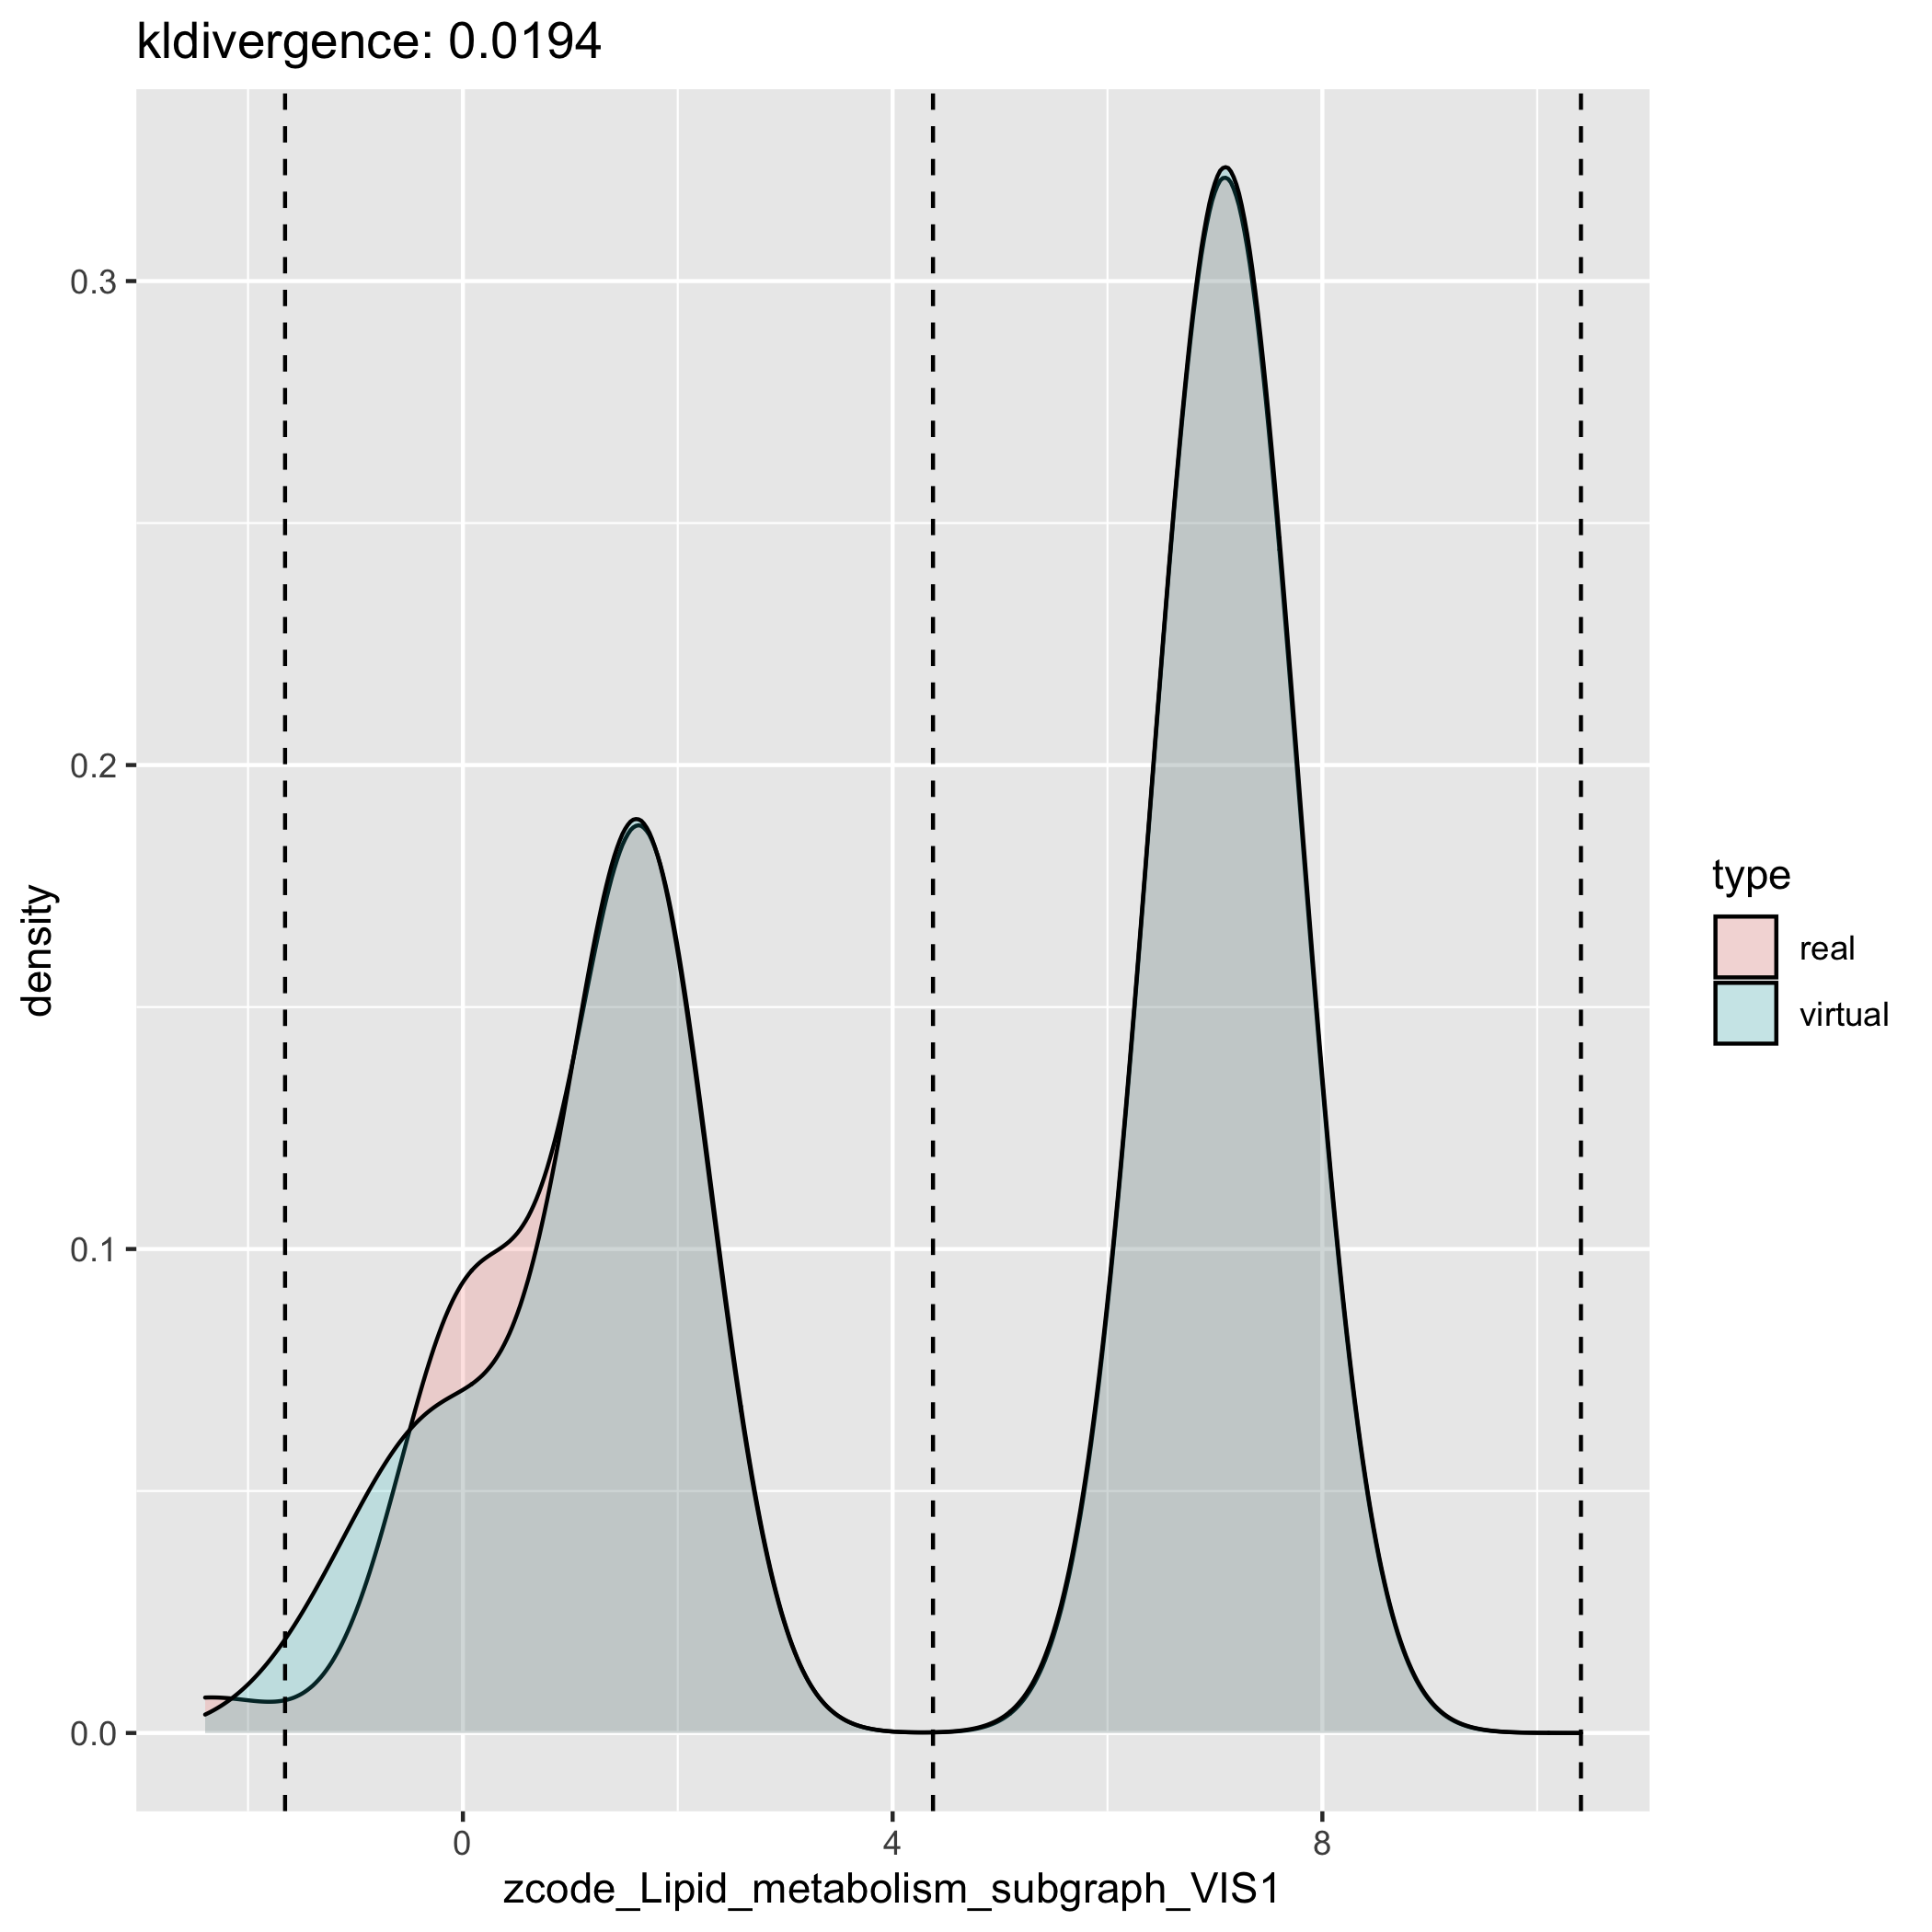 kldivergence: 0.0194
0.3
0.2
0.1
0.0
density
0
4
8
zcode_Lipid_metabolism_subgraph_VIS1
type
real
virtual